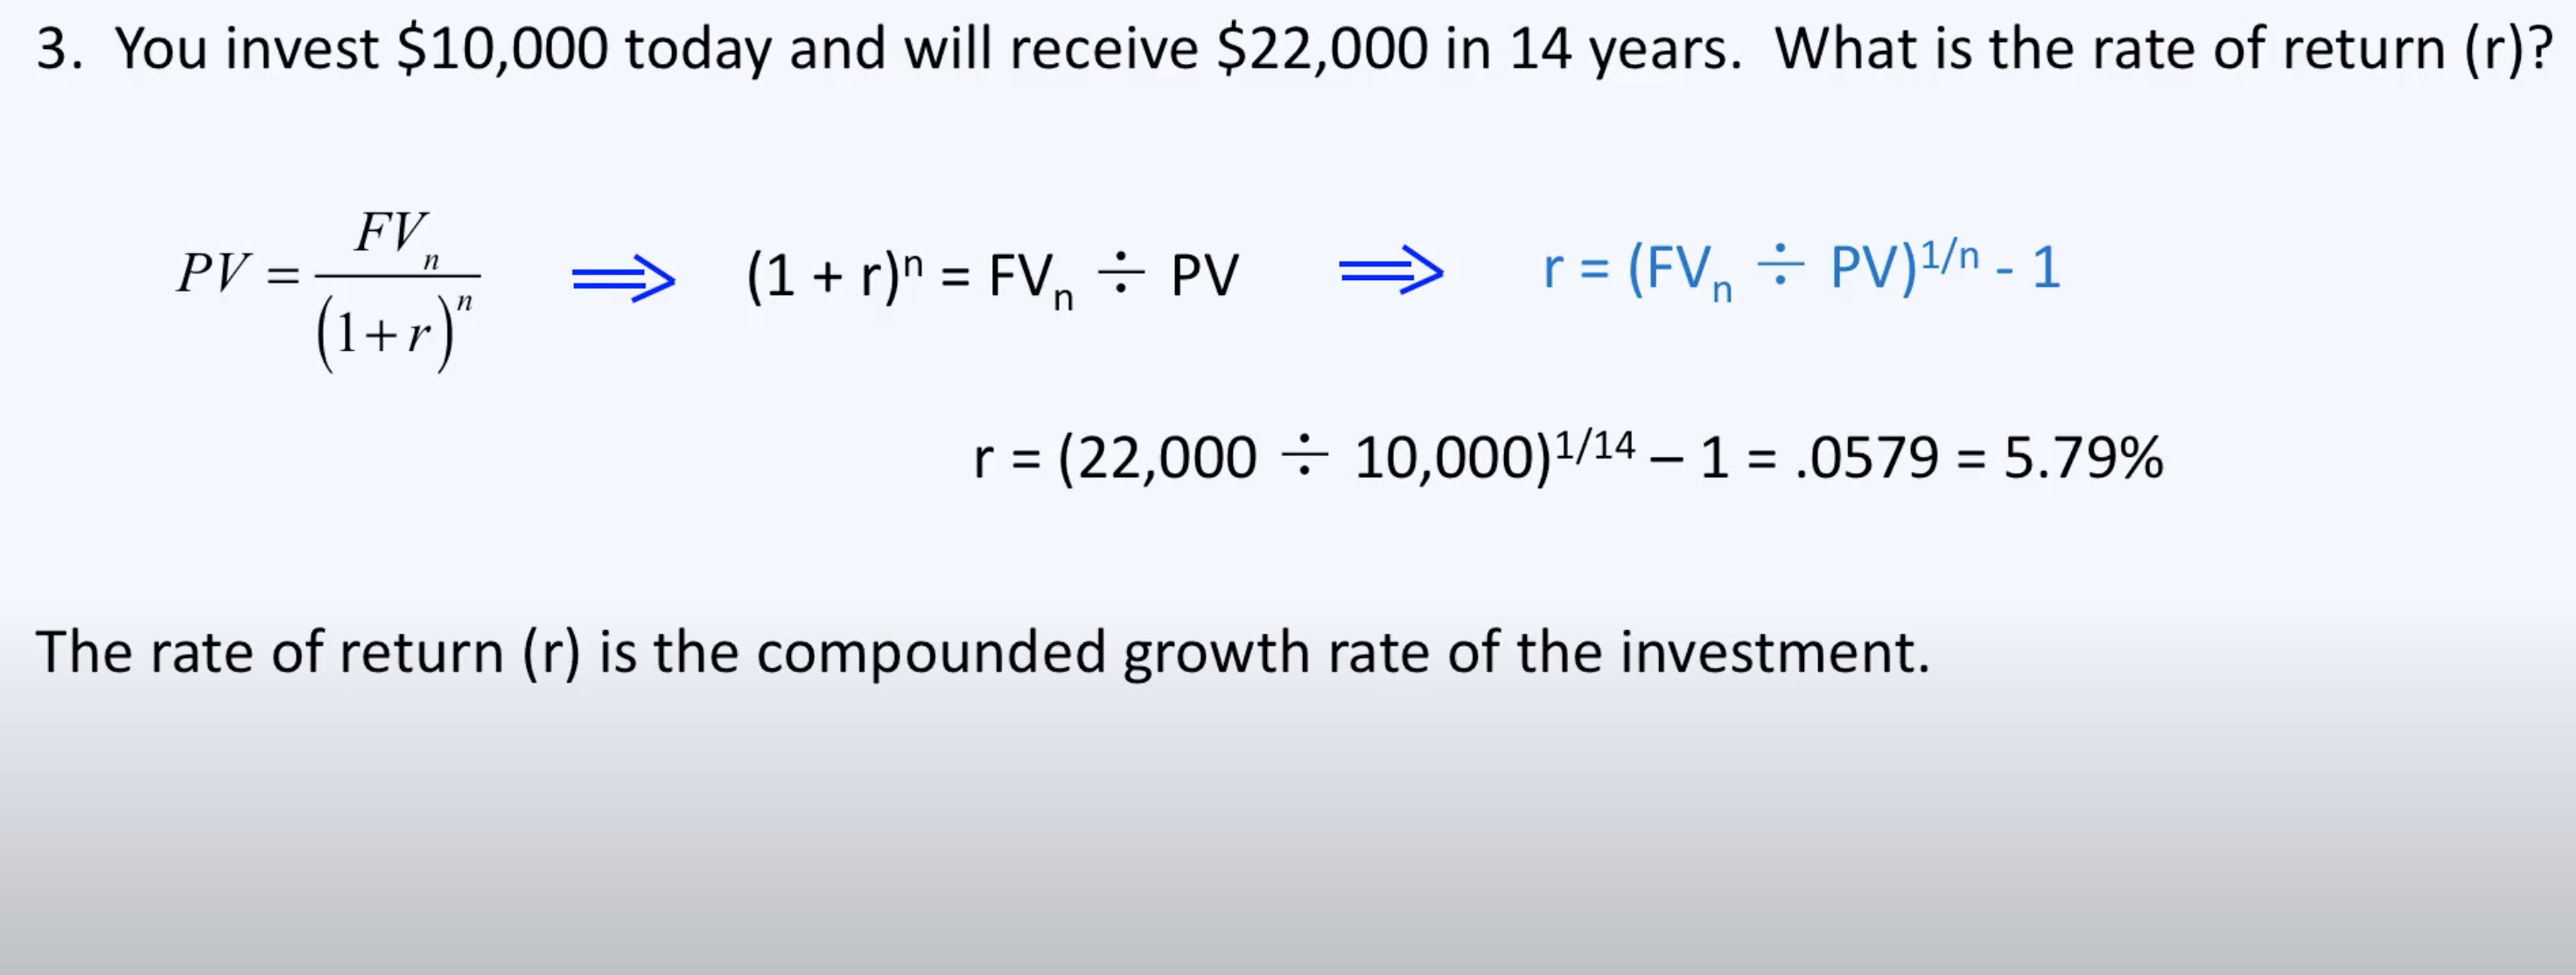 3. You invest $10,000 today and will receive $22,000 in 14 years. What is the rate of return (r)?
PV = FVₙ / (1+r)ⁿ ⟹ (1 + r)ⁿ = FVₙ ÷ PV ⟹ r = (FVₙ ÷ PV)¹/ⁿ - 1
r = (22,000 ÷ 10,000)¹/¹⁴ – 1 = .0579 = 5.79%
The rate of return (r) is the compounded growth rate of the investment.